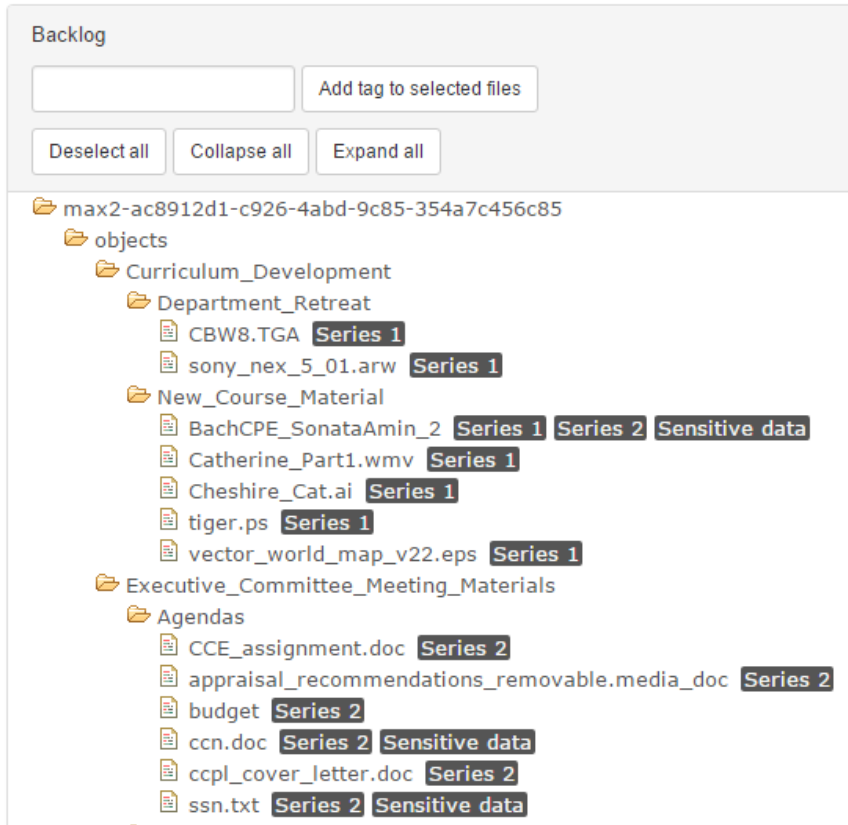 Backlog
Add tag to selected files
Deselect all Collapse all Expand all
max2-ac8912d1-c926-4abd-9c85-354a7c456c85
objects
Curriculum_Development
Department_Retreat
CBW8.TGA Series 1
sony_nex_5_01.arw Series 1
New_Course_Material
BachCPE_SonataAmin_2 Series 1 Series 2 Sensitive data
Catherine_Part1.wmv Series 1
Cheshire_Cat.ai Series 1
tiger.ps Series 1
vector_world_map_v22.eps Series 1
Executive_Committee_Meeting_Materials
Agendas
CCE_assignment.doc Series 2
appraisal_recommendations_removable.media_doc Series 2
budget Series 2
ccn.doc Series 2 Sensitive data
ccpl_cover_letter.doc Series 2
ssn.txt Series 2 Sensitive data